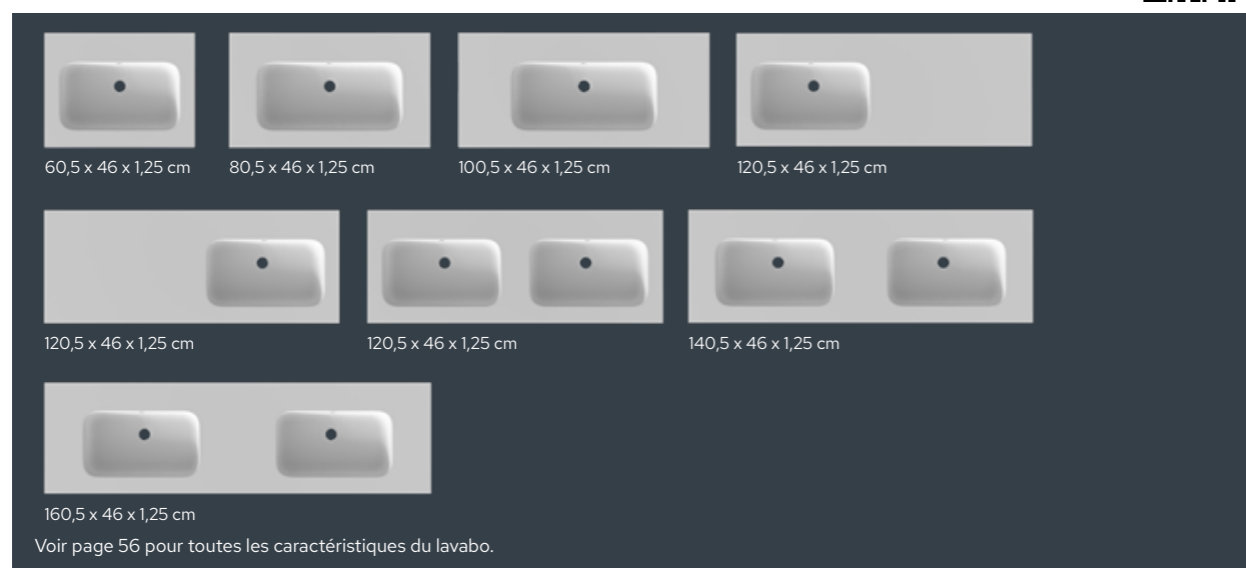 60,5 x 46 x 1,25 cm
80,5 x 46 x 1,25 cm
100,5 x 46 x 1,25 cm
120,5 x 46 x 1,25 cm
120,5 x 46 x 1,25 cm
120,5 x 46 x 1,25 cm
140,5 x 46 x 1,25 cm
160,5 x 46 x 1,25 cm
Voir page 56 pour toutes les caractéristiques du lavabo.